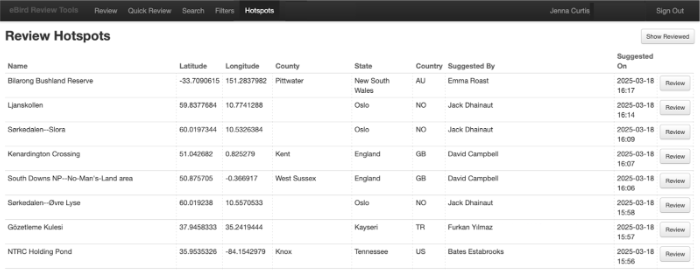 eBird Review Tools Review Quick Review Search Filters Hotspots Jenna Curtis Sign Out
Review Hotspots Show Reviewed
Name Latitude Longitude County State Country Suggested By Suggested
On
Bilarong Bushland Reserve -33.7090615 151.2837982 Pittwater New South AU Emma Roast 2025-03-18 Review
Wales 16:17
Ljanskollen 59.8377684 10.7741288 Oslo NO Jack Dhainaut 2025-03-18 Review
16:14
Sørkedalen--Slora 60.0197344 10.5326384 Oslo NO Jack Dhainaut 2025-03-18 Review
16:09
Kenardington Crossing 51.042682 0.825279 Kent England GB David Campbell 2025-03-18 Review
16:07
South Downs NP--No-Man's-Land area 50.875705 -0.366917 West Sussex England GB David Campbell 2025-03-18 Review
16:06
Sørkedalen--Øvre Lyse 60.019238 10.5570533 Oslo NO Jack Dhainaut 2025-03-18 Review
15:58
Gözetleme Kulesi 37.9458333 35.2419444 Kayseri TR Furkan Yılmaz 2025-03-18 Review
15:57
NTRC Holding Pond 35.9535326 -84.1542979 Knox Tennessee US Bates Estabrooks 2025-03-18 Review
15:56